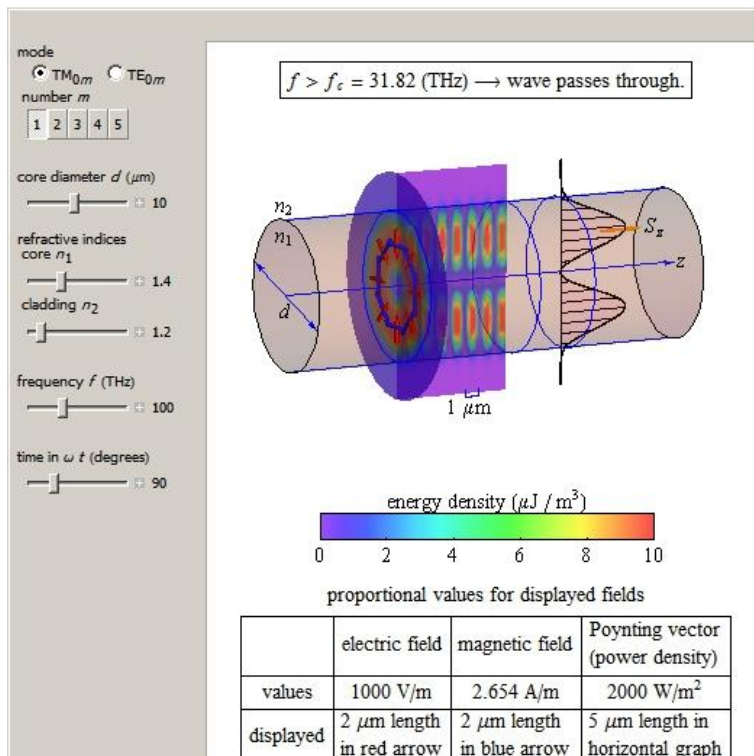 mode
TM0m TE0m
number m
1 2 3 4 5
core diameter d (μm)
10
refractive indices
core n1
1.4
cladding n2
1.2
frequency f (THz)
100
time in ω t (degrees)
90
f > fc = 31.82 (THz) → wave passes through.
n2
n1
d
Sz
z
1 μm
energy density (μJ / m³)
0 2 4 6 8 10
proportional values for displayed fields
electric field magnetic field Poynting vector (power density)
values 1000 V/m 2.654 A/m 2000 W/m²
displayed 2 μm length in red arrow 2 μm length in blue arrow 5 μm length in horizontal graph